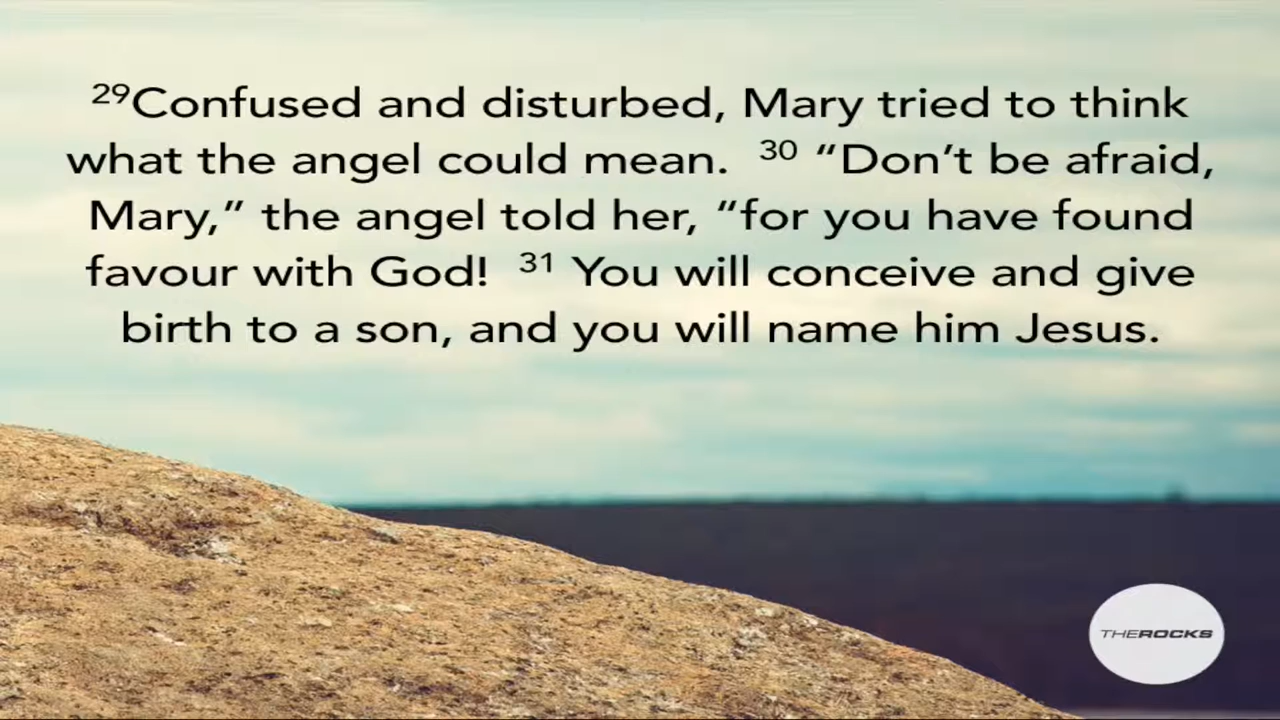 ²⁹Confused and disturbed, Mary tried to think
what the angel could mean. ³⁰ “Don’t be afraid,
Mary,” the angel told her, “for you have found
favour with God! ³¹ You will conceive and give
birth to a son, and you will name him Jesus.
THEROCKS